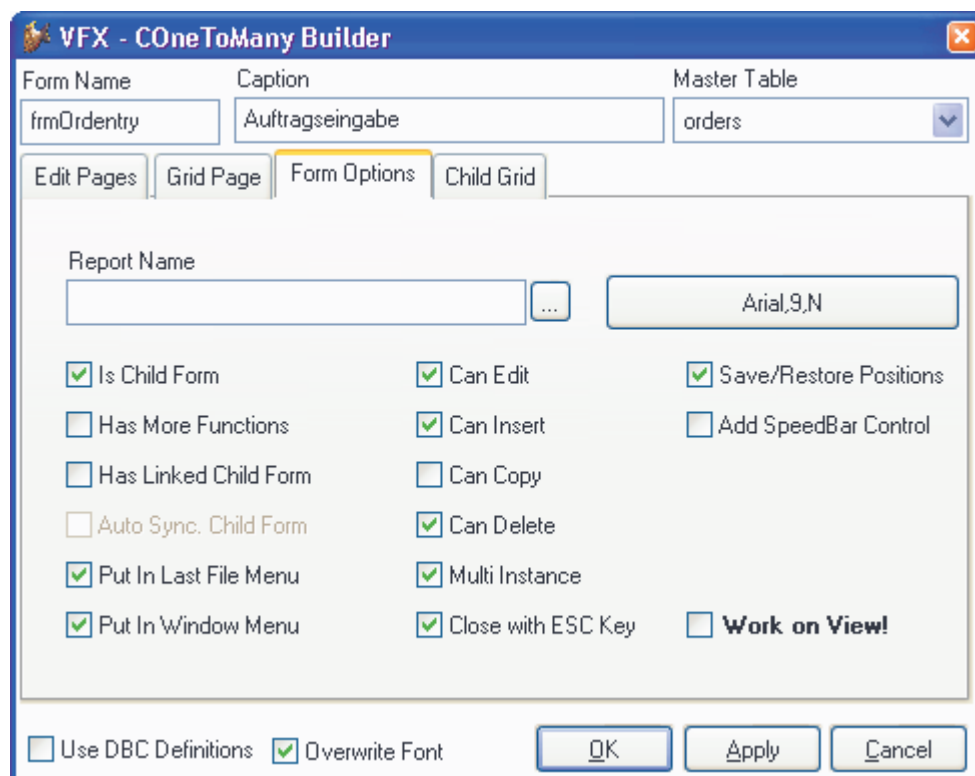 VFX - COneToMany Builder
Form Name Caption Master Table
frmOrdentry Auftragseingabe orders
Edit Pages Grid Page Form Options Child Grid
Report Name
... Arial,9,N
Is Child Form Can Edit Save/Restore Positions
Has More Functions Can Insert Add SpeedBar Control
Has Linked Child Form Can Copy
Auto Sync. Child Form Can Delete
Put In Last File Menu Multi Instance
Put In Window Menu Close with ESC Key Work on View!
Use DBC Definitions Overwrite Font OK Apply Cancel